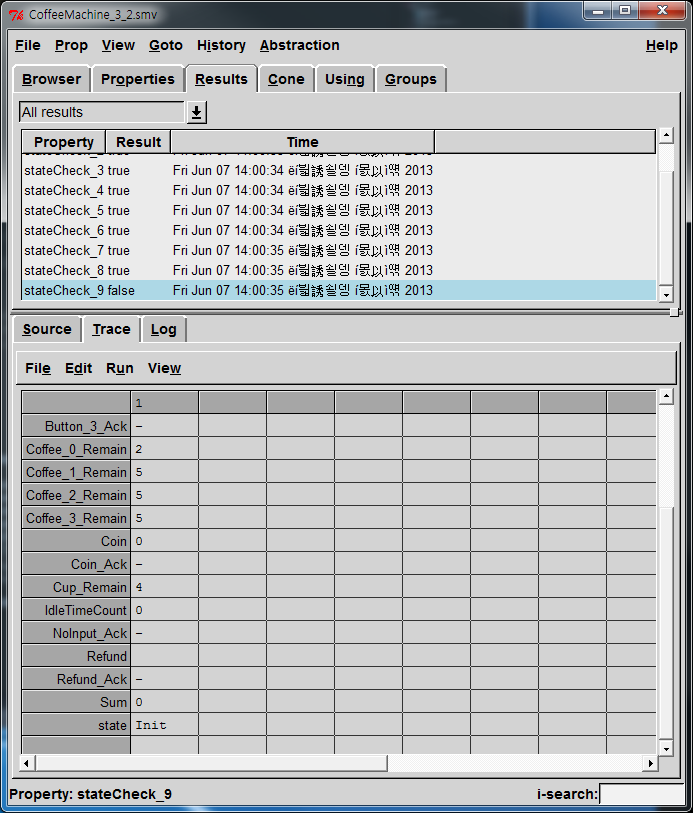 CoffeeMachine_3_2.smv
File Prop View Goto History Abstraction Help
Browser Properties Results Cone Using Groups
All results
Property Result Time
stateCheck_3 true Fri Jun 07 14:00:34 2013
stateCheck_4 true Fri Jun 07 14:00:34 2013
stateCheck_5 true Fri Jun 07 14:00:34 2013
stateCheck_6 true Fri Jun 07 14:00:34 2013
stateCheck_7 true Fri Jun 07 14:00:35 2013
stateCheck_8 true Fri Jun 07 14:00:35 2013
stateCheck_9 false Fri Jun 07 14:00:35 2013
Source Trace Log
File Edit Run View
1
Button_3_Ack -
Coffee_0_Remain 2
Coffee_1_Remain 5
Coffee_2_Remain 5
Coffee_3_Remain 5
Coin 0
Coin_Ack -
Cup_Remain 4
IdleTimeCount 0
NoInput_Ack -
Refund
Refund_Ack -
Sum 0
state Init
Property: stateCheck_9 i-search: